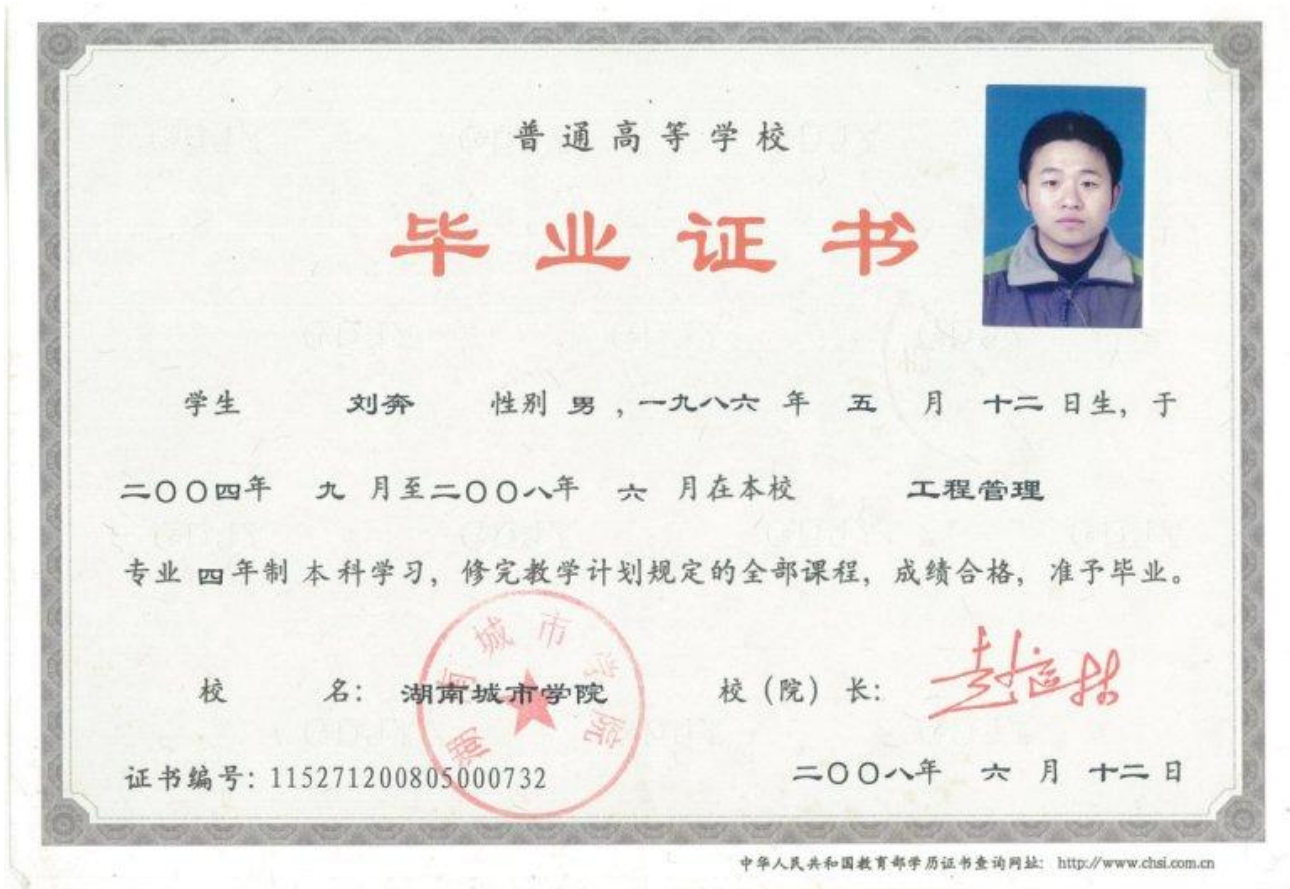 普通高等学校
毕业证书
学生 刘奔 性别 男，一九八六 年 五 月 十二 日生，于
二〇〇四年 九 月至二〇〇八年 六 月在本校 工程管理
专业 四年制 本科学习，修完教学计划规定的全部课程，成绩合格，准予毕业。
湖南城市学院
校 名： 湖南城市学院 校（院）长：
证书编号：115271200805000732 二〇〇八年 六 月 十二 日
中华人民共和国教育部学历证书查询网址： http://www.chsi.com.cn